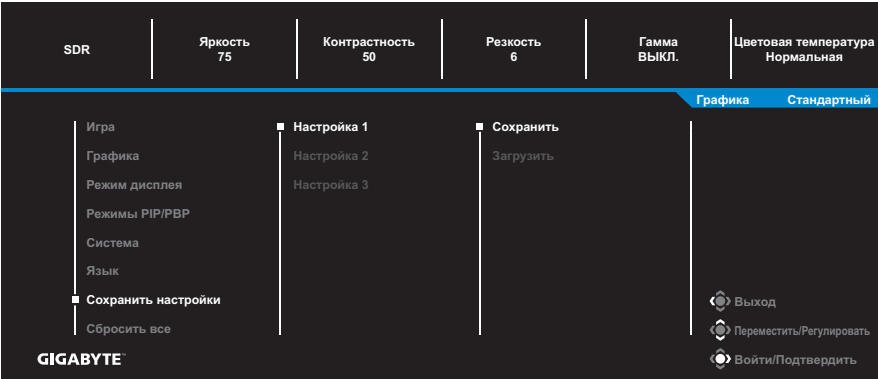 SDR
Яркость
75
Контрастность
50
Резкость
6
Гамма
ВЫКЛ.
Цветовая температура
Нормальная
Графика Стандартный
Игра
Графика
Режим дисплея
Режимы PIP/PBP
Система
Язык
Сохранить настройки
Сбросить все
Настройка 1
Настройка 2
Настройка 3
Сохранить
Загрузить
Выход
Переместить/Регулировать
Войти/Подтвердить
GIGABYTE™